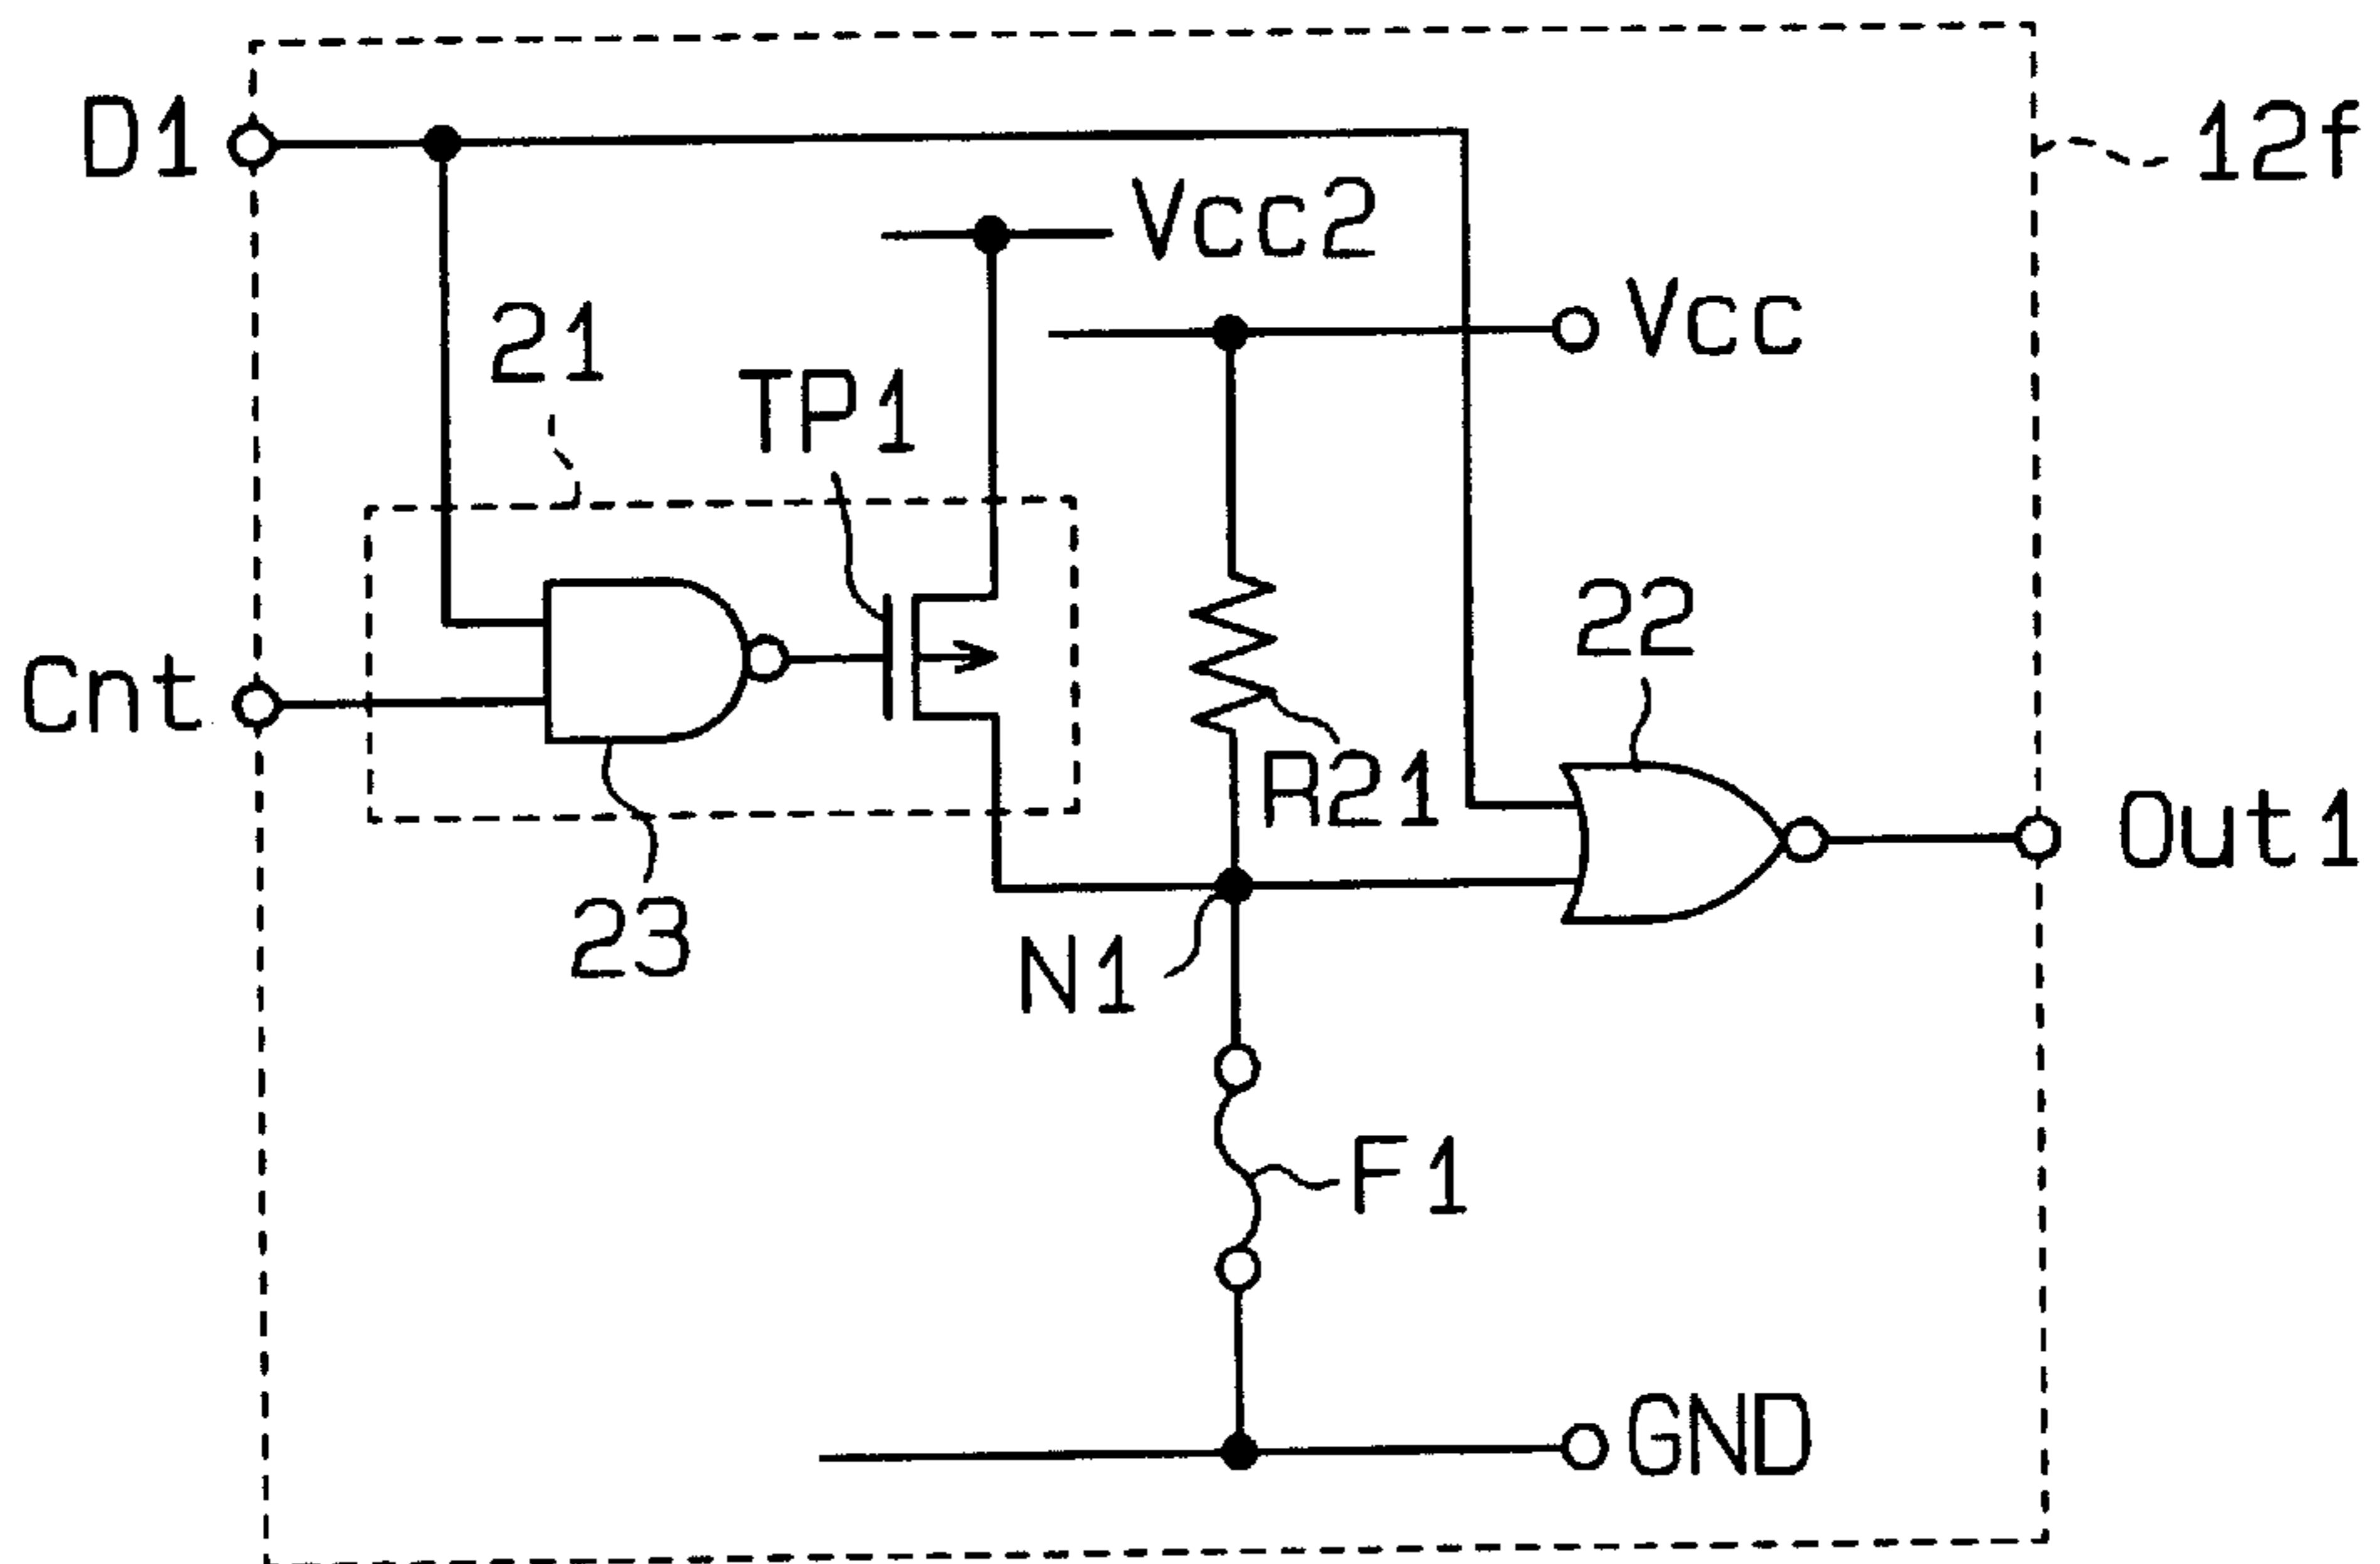 D1
12f
Vcc2
Vcc
21
TP1
22
Cnt
R21
Out1
23
N1
F1
GND